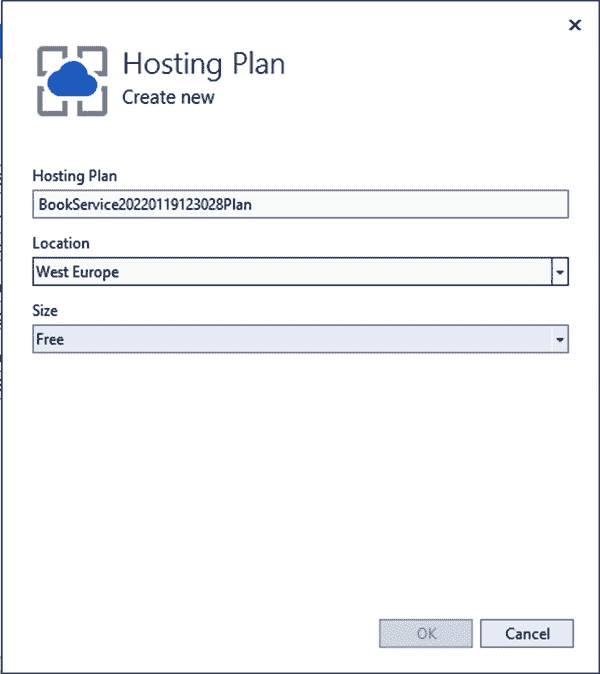 Hosting Plan
Create new
Hosting Plan
BookService20220119123028Plan
Location
West Europe
Size
Free
OK
Cancel